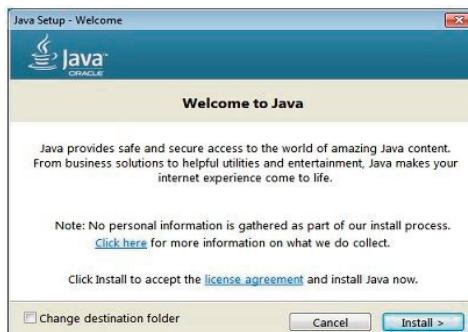 Java Setup - Welcome
Java
ORACLE
Welcome to Java
Java provides safe and secure access to the world of amazing Java content.
From business solutions to helpful utilities and entertainment, Java makes your
internet experience come to life.
Note: No personal information is gathered as part of our install process.
Click here for more information on what we do collect.
Click Install to accept the license agreement and install Java now.
Change destination folder
Cancel
Install >